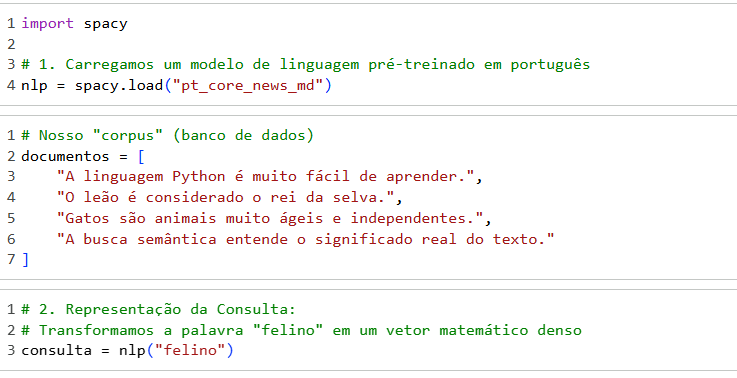 1 import spacy
2
3 # 1. Carregamos um modelo de linguagem pré-treinado em português
4 nlp = spacy.load("pt_core_news_md")
1 # Nosso "corpus" (banco de dados)
2 documentos = [
3     "A linguagem Python é muito fácil de aprender.",
4     "O leão é considerado o rei da selva.",
5     "Gatos são animais muito ágeis e independentes.",
6     "A busca semântica entende o significado real do texto."
7 ]
1 # 2. Representação da Consulta:
2 # Transformamos a palavra "felino" em um vetor matemático denso
3 consulta = nlp("felino")